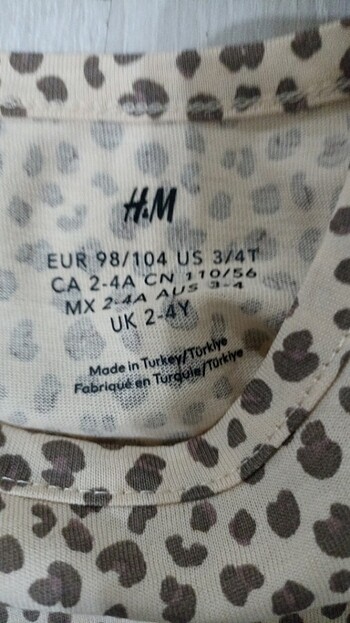 H&M
EUR 98/104 US 3/4T
CA 2-4A CN 110/56
MX 2-4A AUS 3-4
UK 2-4Y
Made in Turkey/Türkiye
Fabriqué en Turquie/Türkiye